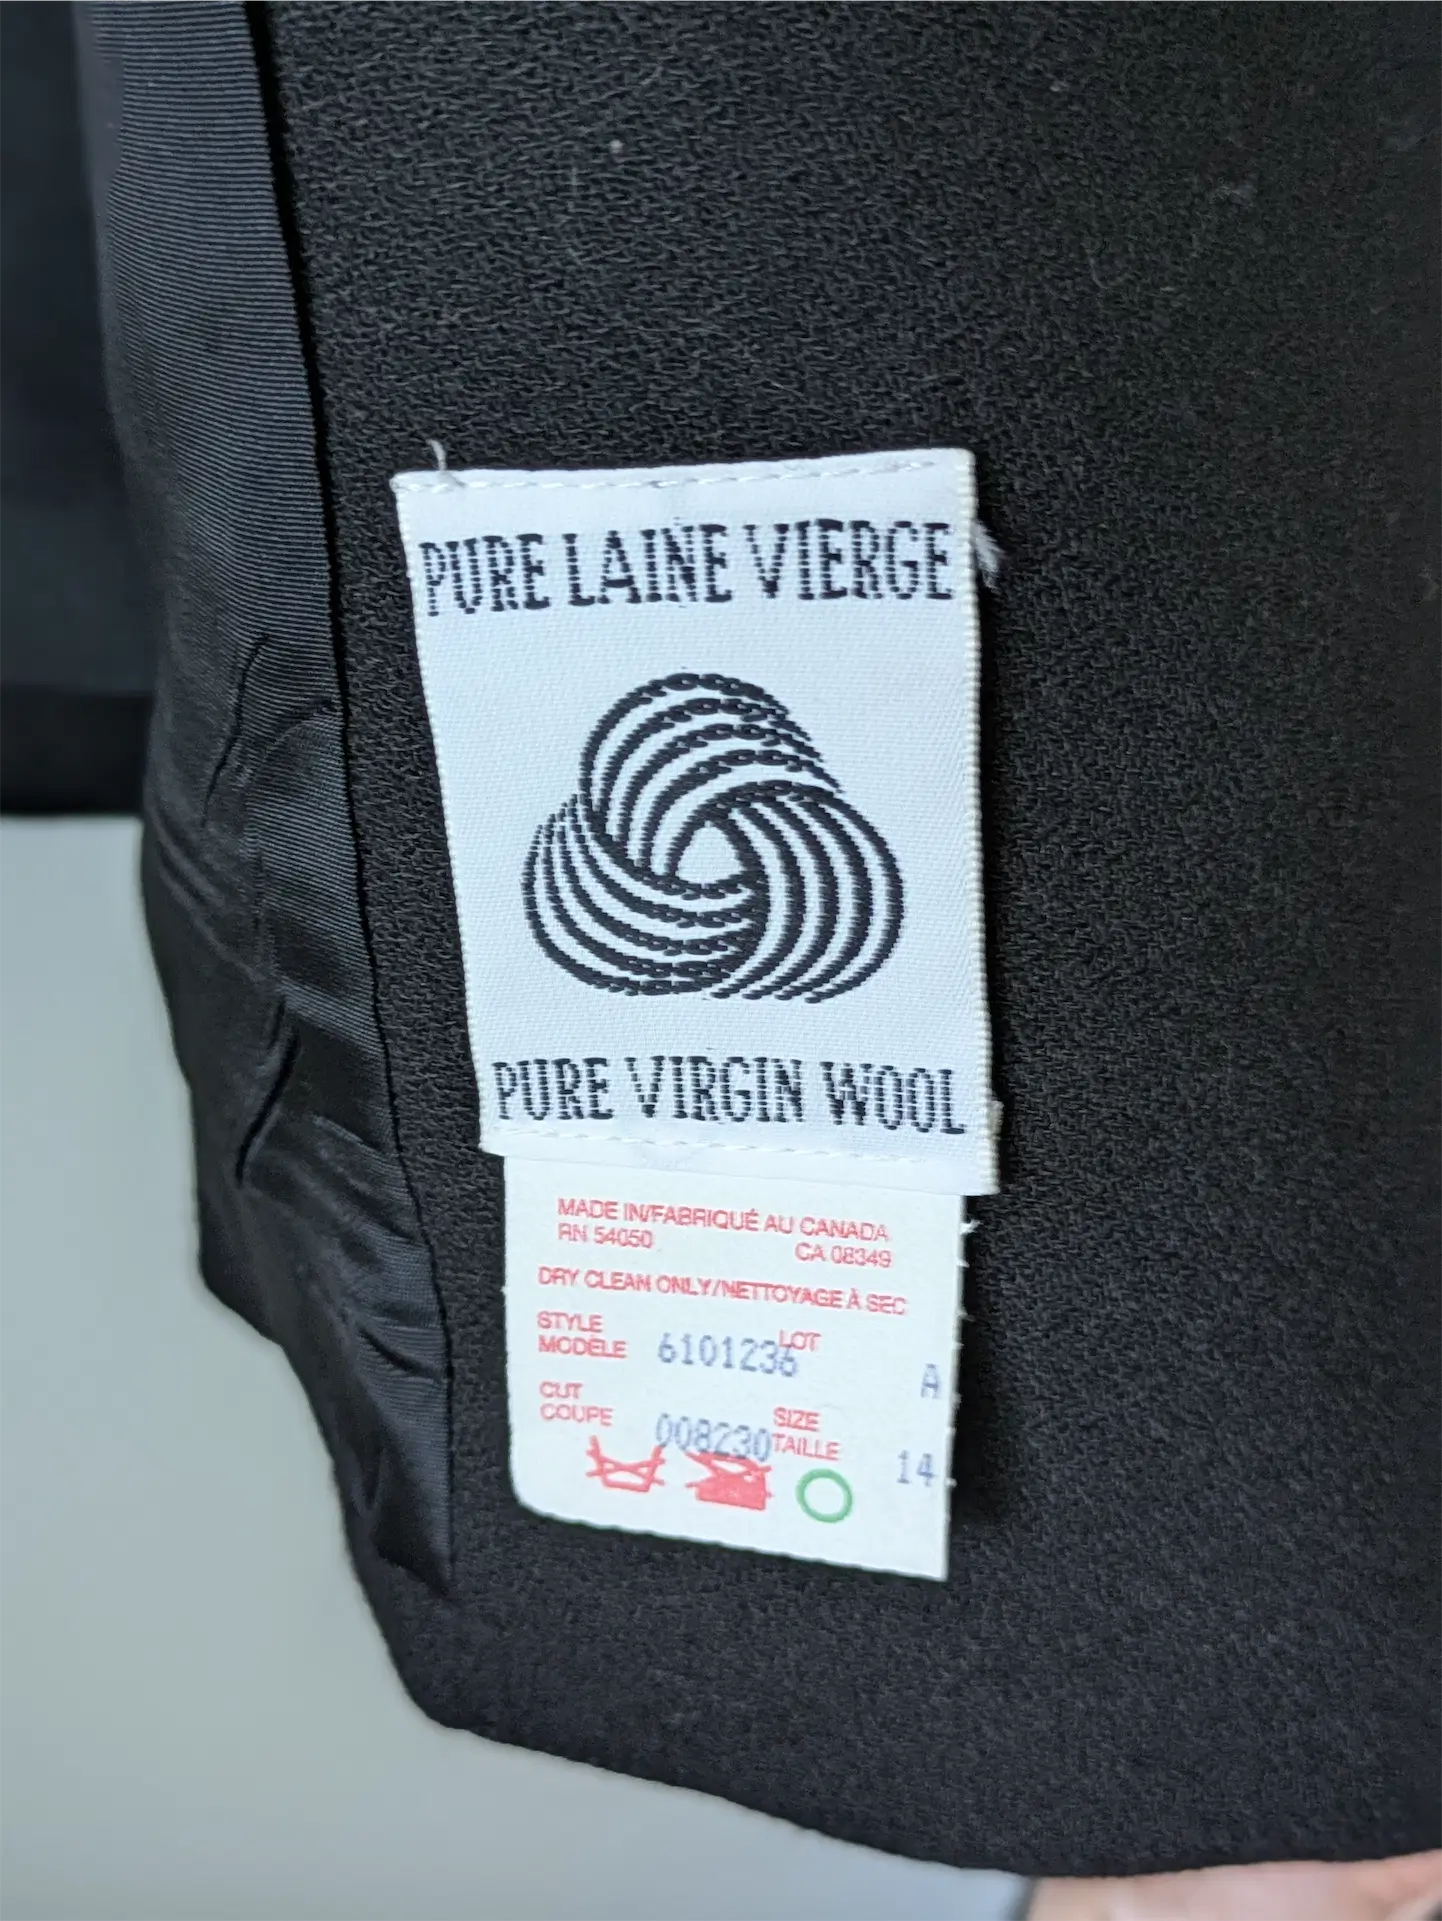 PURE LAINE VIERGE
PURE VIRGIN WOOL
MADE IN/FABRIQUÉ AU CANADA
RN 54050 CA 08349
DRY CLEAN ONLY/NETTOYAGE À SEC
STYLE
MODÈLE 6101236 LOT A
CUT
COUPE 008230 SIZE
TAILLE 14